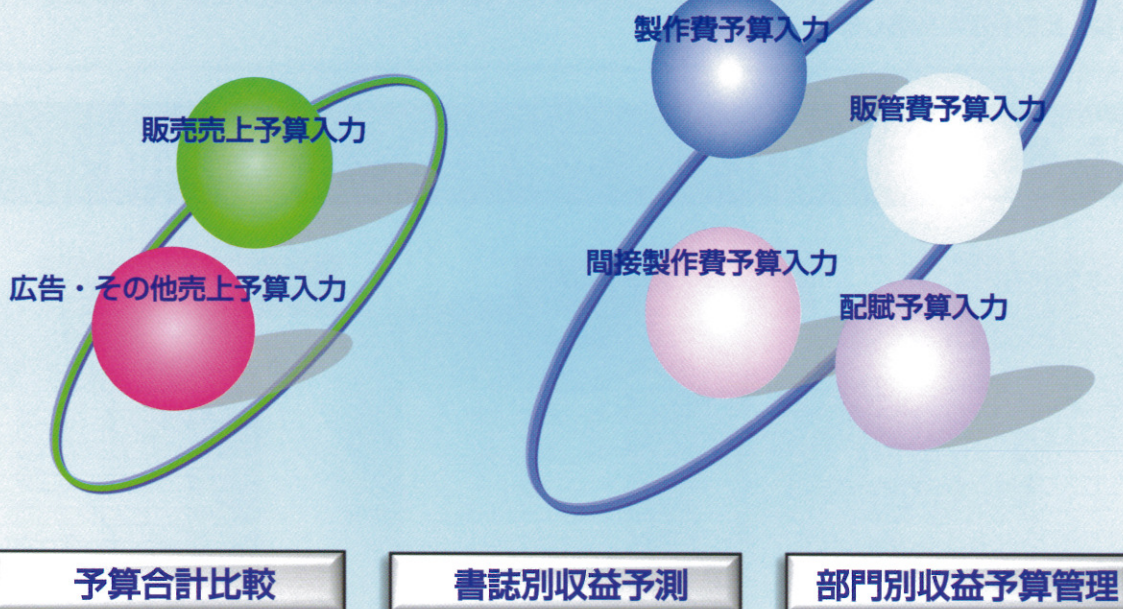 製作費予算入力
販管費予算入力
販売売上予算入力
間接製作費予算入力
広告・その他売上予算入力
配賦予算入力
予算合計比較
書誌別収益予測
部門別収益予算管理